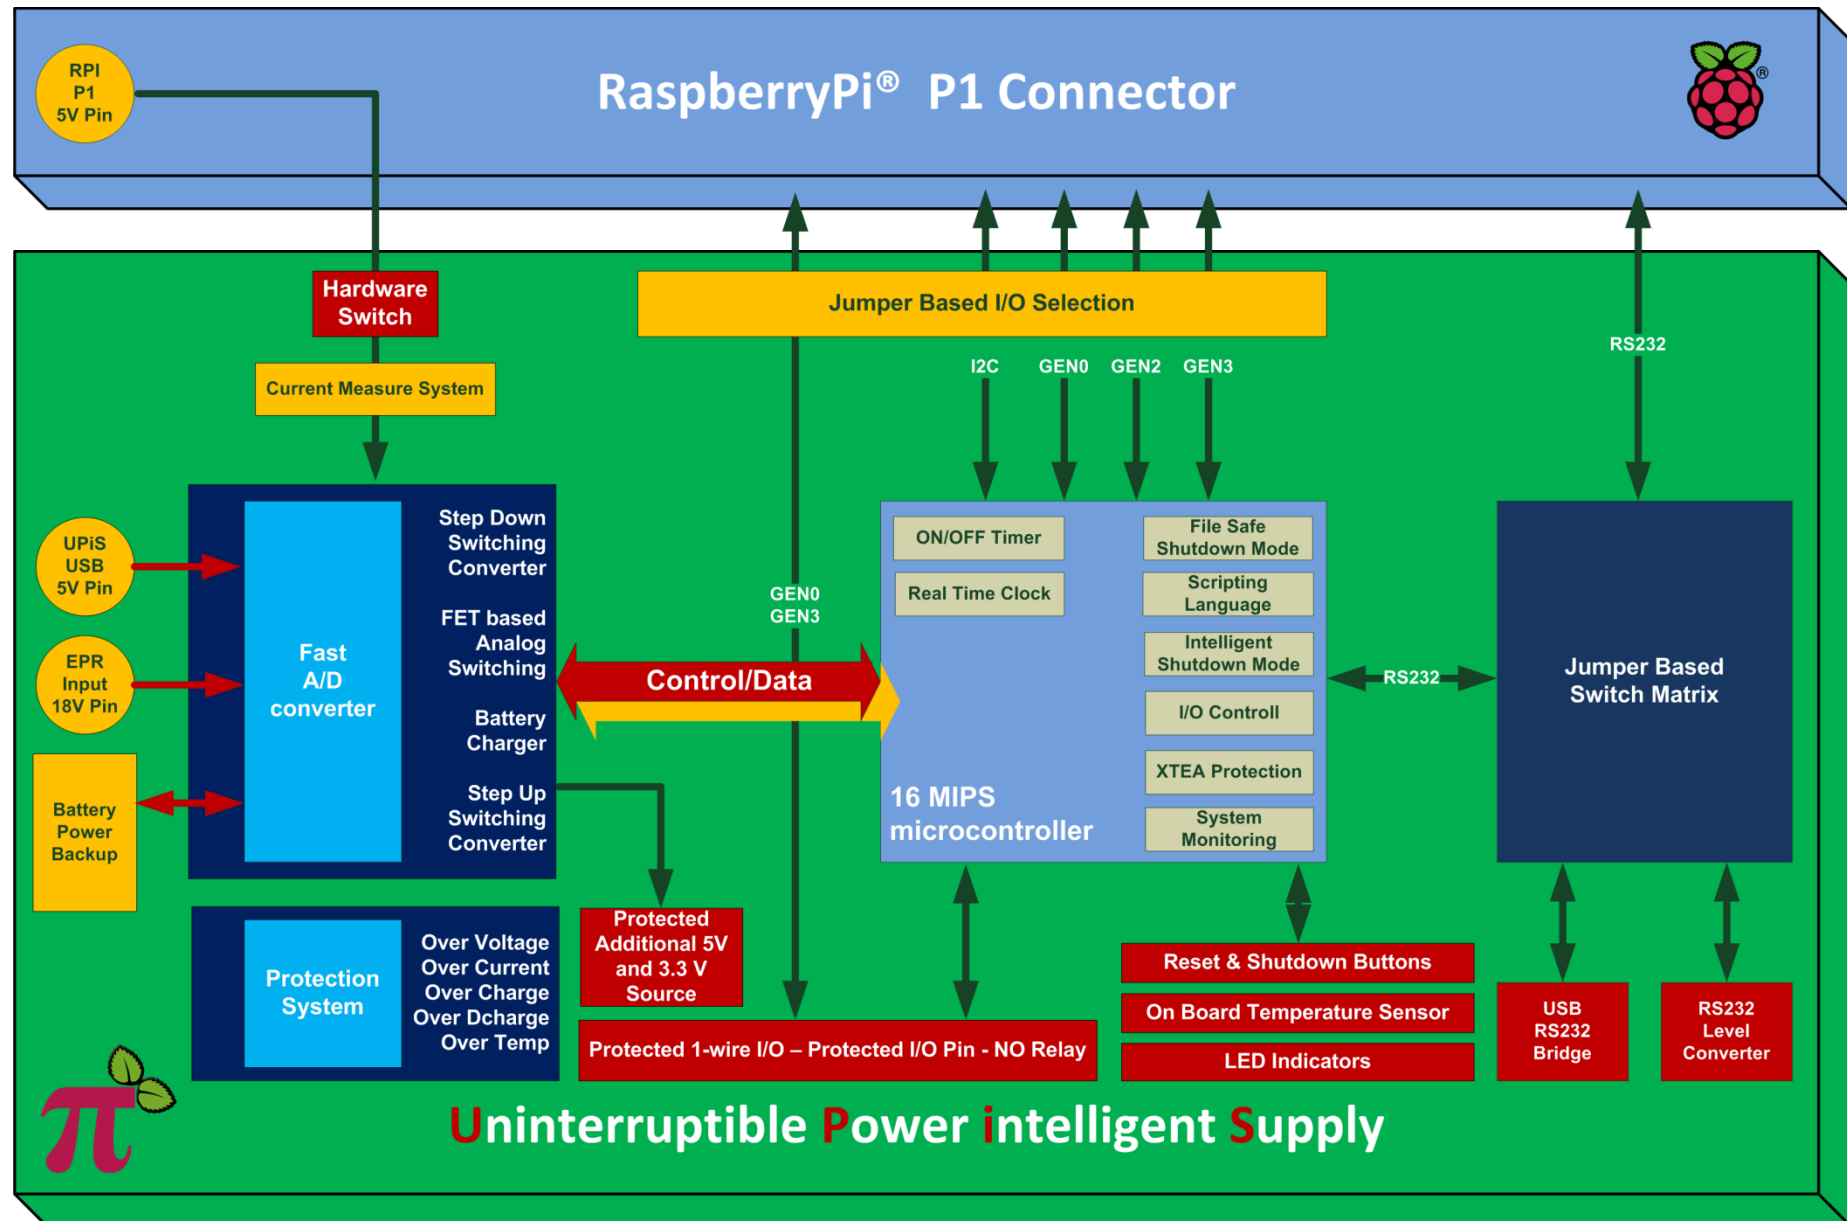 RPI
P1
5V Pin
RaspberryPi® P1 Connector
®
Hardware
Switch
Jumper Based I/O Selection
Current Measure System
I2C
GEN0
GEN2
GEN3
RS232
UPiS
USB
5V Pin
EPR
Input
18V Pin
Battery
Power
Backup
Fast
A/D
converter
Step Down
Switching
Converter
FET based
Analog
Switching
Battery
Charger
Step Up
Switching
Converter
Control/Data
GEN0
GEN3
ON/OFF Timer
Real Time Clock
File Safe
Shutdown Mode
Scripting
Language
Intelligent
Shutdown Mode
I/O Controll
XTEA Protection
System
Monitoring
16 MIPS
microcontroller
RS232
Jumper Based
Switch Matrix
Protection
System
Over Voltage
Over Current
Over Charge
Over Dcharge
Over Temp
Protected
Additional 5V
and 3.3 V
Source
Protected 1-wire I/O – Protected I/O Pin - NO Relay
Reset & Shutdown Buttons
On Board Temperature Sensor
LED Indicators
USB
RS232
Bridge
RS232
Level
Converter
π
Uninterruptible Power intelligent Supply